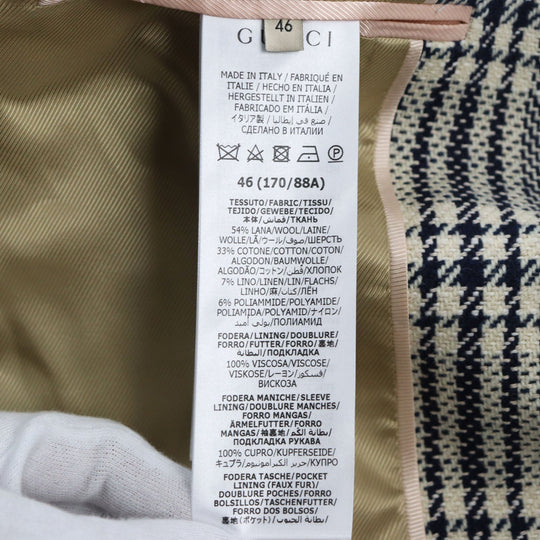 46
GUCCI
MADE IN ITALY / FABRIQUÉ EN
ITALIE / HECHO EN ITALIA /
HERGESTELLT IN ITALIEN /
FABRICADO EM ITÁLIA /
イタリア製 / صنع في إيطاليا /
СДЕЛАНО В ИТАЛИИ
46 (170/88A)
TESSUTO/FABRIC/TISSU/
TEJIDO/GEWEBE/TECIDO/
本体/قماش/ТКАНЬ
54% LANA/WOOL/LAINE/
WOLLE/LÃ/ウール/صوف/ШЕРСТЬ
33% COTONE/COTTON/COTON/
ALGODON/BAUMWOLLE/
ALGODÃO/コットン/قطن/ХЛОПОК
7% LINO/LINEN/LIN/FLACHS/
LINHO/麻/كتان/ЛЁН
6% POLIAMMIDE/POLYAMIDE/
POLIAMIDA/POLYAMID/ナイロン/
بولي أميد/ПОЛИАМИД
FODERA/LINING/DOUBLURE/
FORRO/FUTTER/FORRO/裏地/
بطانة/ПОДКЛАДКА
100% VISCOSA/VISCOSE/
VISKOSE/レーヨン/فسكوز/
ВИСКОЗА
FODERA MANICHE/SLEEVE
LINING/DOUBLURE MANCHES/
FORRO MANGAS/
ÄRMELFUTTER/FORRO
MANGAS/袖裏地/بطانة الكم/
ПОДКЛАДКА РУКАВА
100% CUPRO/KUPFERSEIDE/
キュプラ/حرير الكوبرامونيوم/КУПРО
FODERA TASCHE/POCKET
LINING (FAUX FUR)/
DOUBLURE POCHES/FORRO
BOLSILLOS/TASCHENFUTTER/
FORRO BOLSOS/
裏地(ポケット)/بطانة الجيوب/